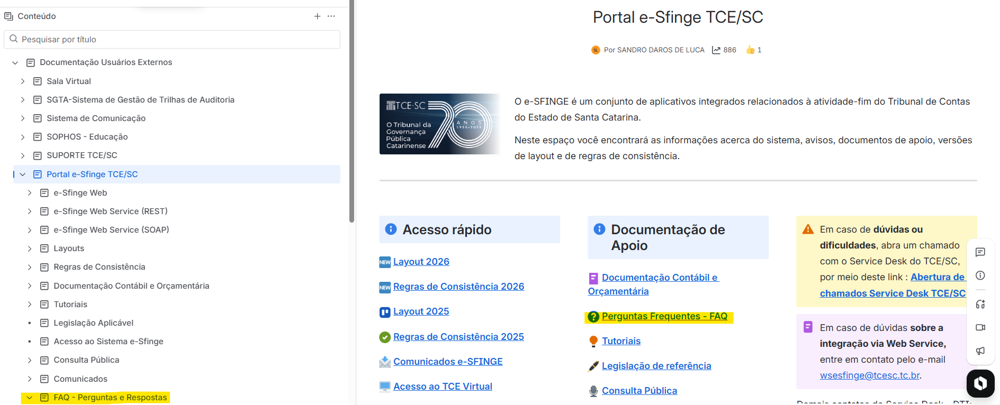 Conteúdo
Pesquisar por título
Documentação Usuários Externos
Sala Virtual
SGTA-Sistema de Gestão de Trilhas de Auditoria
Sistema de Comunicação
SOPHOS - Educação
SUPORTE TCE/SC
Portal e-Sfinge TCE/SC
e-Sfinge Web
e-Sfinge Web Service (REST)
e-Sfinge Web Service (SOAP)
Layouts
Regras de Consistência
Documentação Contábil e Orçamentária
Tutoriais
Legislação Aplicável
Acesso ao Sistema e-Sfinge
Consulta Pública
Comunicados
FAQ - Perguntas e Respostas
Portal e-Sfinge TCE/SC
SL Por SANDRO DAROS DE LUCA 886 1
TCE·SC
70
ANOS
1955-2025
O Tribunal da
Governança
Pública
Catarinense
O e-SFINGE é um conjunto de aplicativos integrados relacionados à atividade-fim do Tribunal de Contas
do Estado de Santa Catarina.
Neste espaço você encontrará as informações acerca do sistema, avisos, documentos de apoio, versões
de layout e de regras de consistência.
Acesso rápido
NEW Layout 2026
NEW Regras de Consistência 2026
Layout 2025
Regras de Consistência 2025
Comunicados e-SFINGE
Acesso ao TCE Virtual
Documentação de
Apoio
Documentação Contábil e
Orçamentária
Perguntas Frequentes - FAQ
Tutoriais
Legislação de referência
Consulta Pública
Em caso de dúvidas ou
dificuldades, abra um chamado
com o Service Desk do TCE/SC,
por meio deste link : Abertura de
chamados Service Desk TCE/SC
Em caso de dúvidas sobre a
integração via Web Service,
entre em contato pelo e-mail
wsesfinge@tcesc.tc.br.
Demais contatos do Service Desk - DTI: